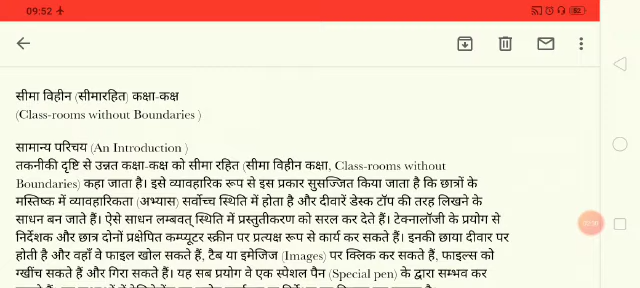 09:52
52
सीमा विहीन (सीमारहित) कक्षा-कक्ष
(Class-rooms without Boundaries )
सामान्य परिचय (An Introduction )
तकनीकी दृष्टि से उन्नत कक्षा-कक्ष को सीमा रहित (सीमा विहीन कक्षा, Class-rooms without
Boundaries) कहा जाता है। इसे व्यावहारिक रूप से इस प्रकार सुसज्जित किया जाता है कि छात्रों के
मस्तिष्क में व्यावहारिकता (अभ्यास) सर्वोच्च स्थिति में होता है और दीवारें डेस्क टॉप की तरह लिखने के
साधन बन जाते हैं। ऐसे साधन लम्बवत् स्थिति में प्रस्तुतीकरण को सरल कर देते हैं। टेक्नालॉजी के प्रयोग से
निर्देशक और छात्र दोनों प्रक्षेपित कम्प्यूटर स्क्रीन पर प्रत्यक्ष रूप से कार्य कर सकते हैं। इनकी छाया दीवार पर
होती है और वहाँ वे फाइल खोल सकते हैं, टैब या इमेजिज (Images) पर क्लिक कर सकते हैं, फाइल्स को
ग्खींच सकते हैं और गिरा सकते हैं। यह सब प्रयोग वे एक स्पेशल पैन (Special pen) के द्वारा सम्भव कर